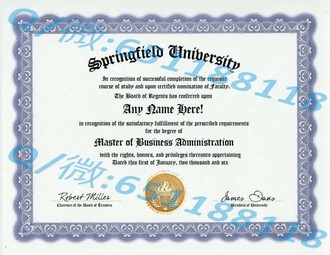 Springfield University
In recognition of successful completion of the requisite
course of study and upon certified nomination of Faculty.
The Board of Regents has conferred upon
Any Name Here!
in recognition of the satisfactory fulfillment of the prescribed requirements
for the degree of
Master of Business Administration
with the rights, honors, and privileges thereunto appertaining
Dated this first of January, two thousand and six
Robert Miller
Chairman of the Board of Trustees
James Davis
President of University